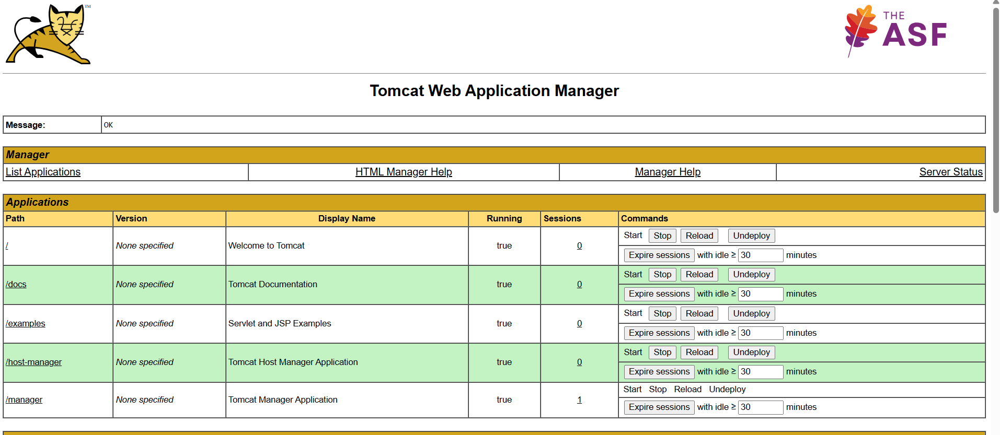 TM
THE
ASF
Tomcat Web Application Manager
Message: OK
Manager
List Applications HTML Manager Help Manager Help Server Status
Applications
Path Version Display Name Running Sessions Commands
/ None specified Welcome to Tomcat true 0 Start Stop Reload Undeploy
Expire sessions with idle ≥ 30 minutes
/docs None specified Tomcat Documentation true 0 Start Stop Reload Undeploy
Expire sessions with idle ≥ 30 minutes
/examples None specified Servlet and JSP Examples true 0 Start Stop Reload Undeploy
Expire sessions with idle ≥ 30 minutes
/host-manager None specified Tomcat Host Manager Application true 0 Start Stop Reload Undeploy
Expire sessions with idle ≥ 30 minutes
/manager None specified Tomcat Manager Application true 1 Start Stop Reload Undeploy
Expire sessions with idle ≥ 30 minutes